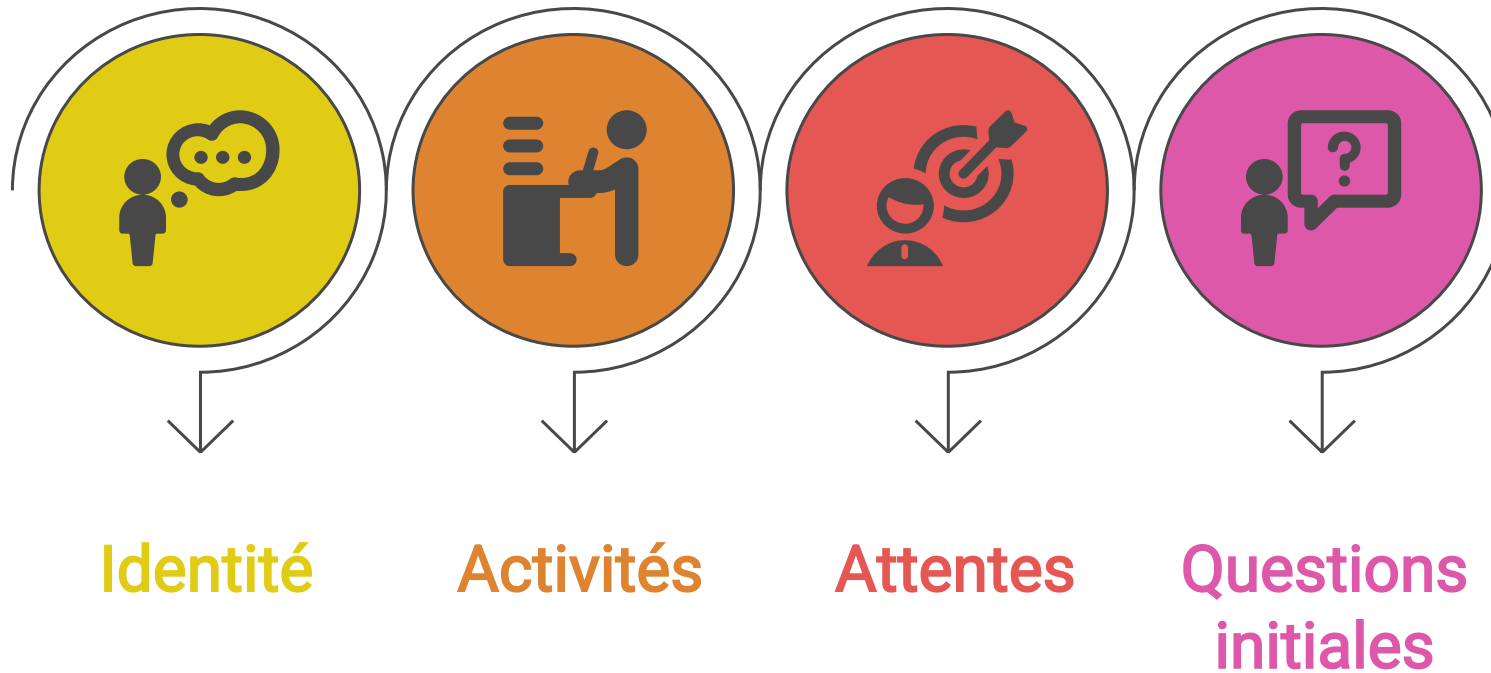 Identité
Activités
Attentes
Questions
initiales